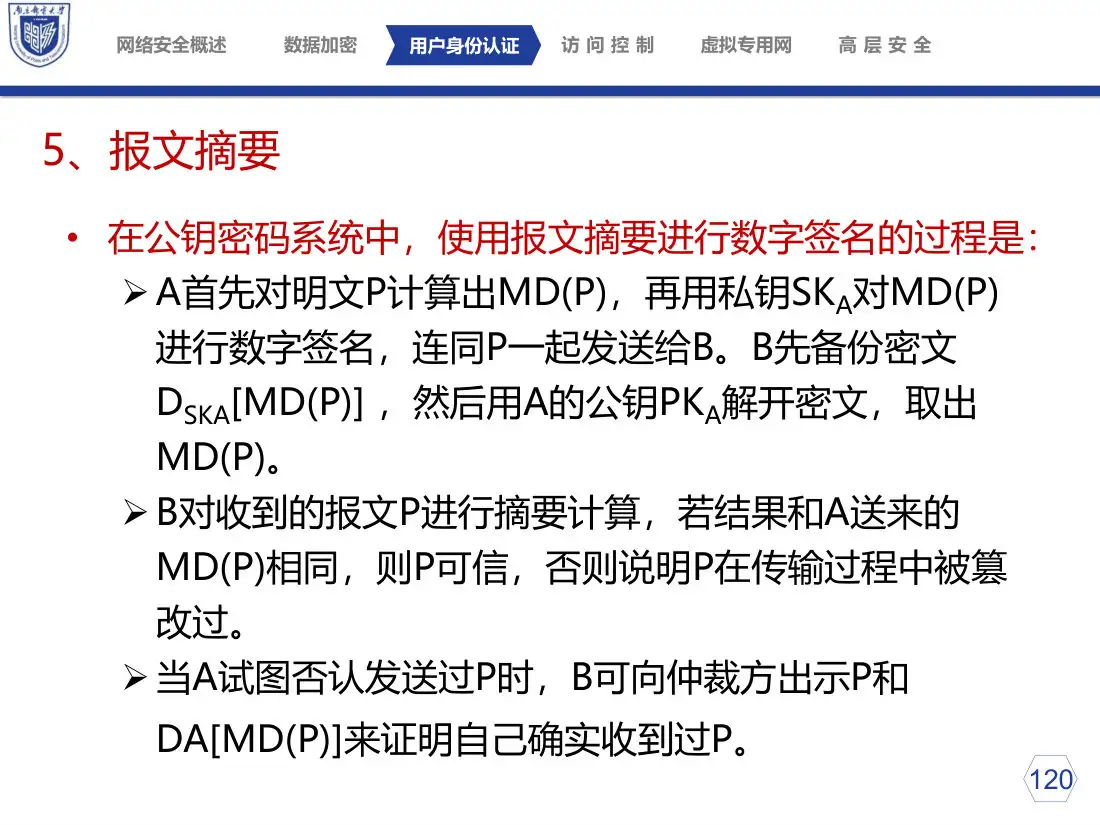 南京邮电大学
网络安全概述 数据加密 用户身份认证 访问控制 虚拟专用网 高层安全
5、报文摘要
• 在公钥密码系统中，使用报文摘要进行数字签名的过程是：
➢ A首先对明文P计算出MD(P)，再用私钥SKA对MD(P)
进行数字签名，连同P一起发送给B。B先备份密文
DSKA[MD(P)] ，然后用A的公钥PKA解开密文，取出
MD(P)。
➢ B对收到的报文P进行摘要计算，若结果和A送来的
MD(P)相同，则P可信，否则说明P在传输过程中被篡
改过。
➢ 当A试图否认发送过P时，B可向仲裁方出示P和
DA[MD(P)]来证明自己确实收到过P。
120